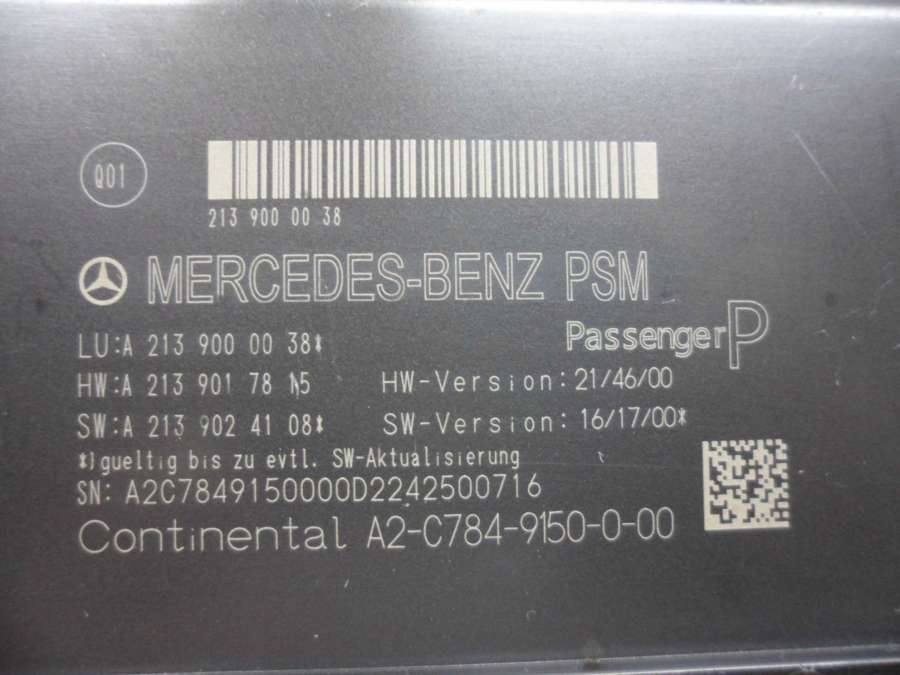 Q01
213 900 00 38
MERCEDES-BENZ PSM
Passenger P
LU:A 213 900 00 38*
HW:A 213 901 78 15 HW-Version: 21/46/00
SW:A 213 902 41 08* SW-Version: 16/17/00*
*)gueltig bis zu evtl. SW-Aktualisierung
SN: A2C7849150000D2242500716
Continental A2-C784-9150-0-00